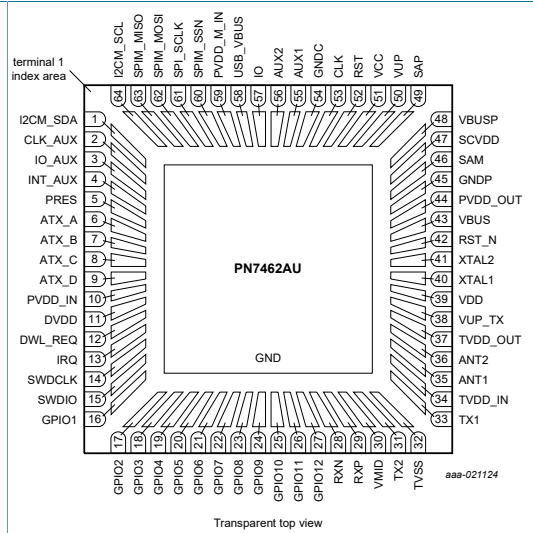 terminal 1
index area
64 I2CM_SCL
63 SPIM_MISO
62 SPIM_MOSI
61 SPI_SCLK
60 SPIM_SSN
59 PVDD_M_IN
58 USB_VBUS
57 IO
56 AUX2
55 AUX1
54 GNDC
53 CLK
52 RST
51 VCC
50 VUP
49 SAP
I2CM_SDA 1
CLK_AUX 2
IO_AUX 3
INT_AUX 4
PRES 5
ATX_A 6
ATX_B 7
ATX_C 8
ATX_D 9
PVDD_IN 10
DVDD 11
DWL_REQ 12
IRQ 13
SWDCLK 14
SWDIO 15
GPIO1 16
PN7462AU
GND
48 VBUSP
47 SCVDD
46 SAM
45 GNDP
44 PVDD_OUT
43 VBUS
42 RST_N
41 XTAL2
40 XTAL1
39 VDD
38 VUP_TX
37 TVDD_OUT
36 ANT2
35 ANT1
34 TVDD_IN
33 TX1
17 GPIO2
18 GPIO3
19 GPIO4
20 GPIO5
21 GPIO6
22 GPIO7
23 GPIO8
24 GPIO9
25 GPIO10
26 GPIO11
27 GPIO12
28 RXN
29 RXP
30 VMID
31 TX2
32 TVSS
aaa-021124
Transparent top view